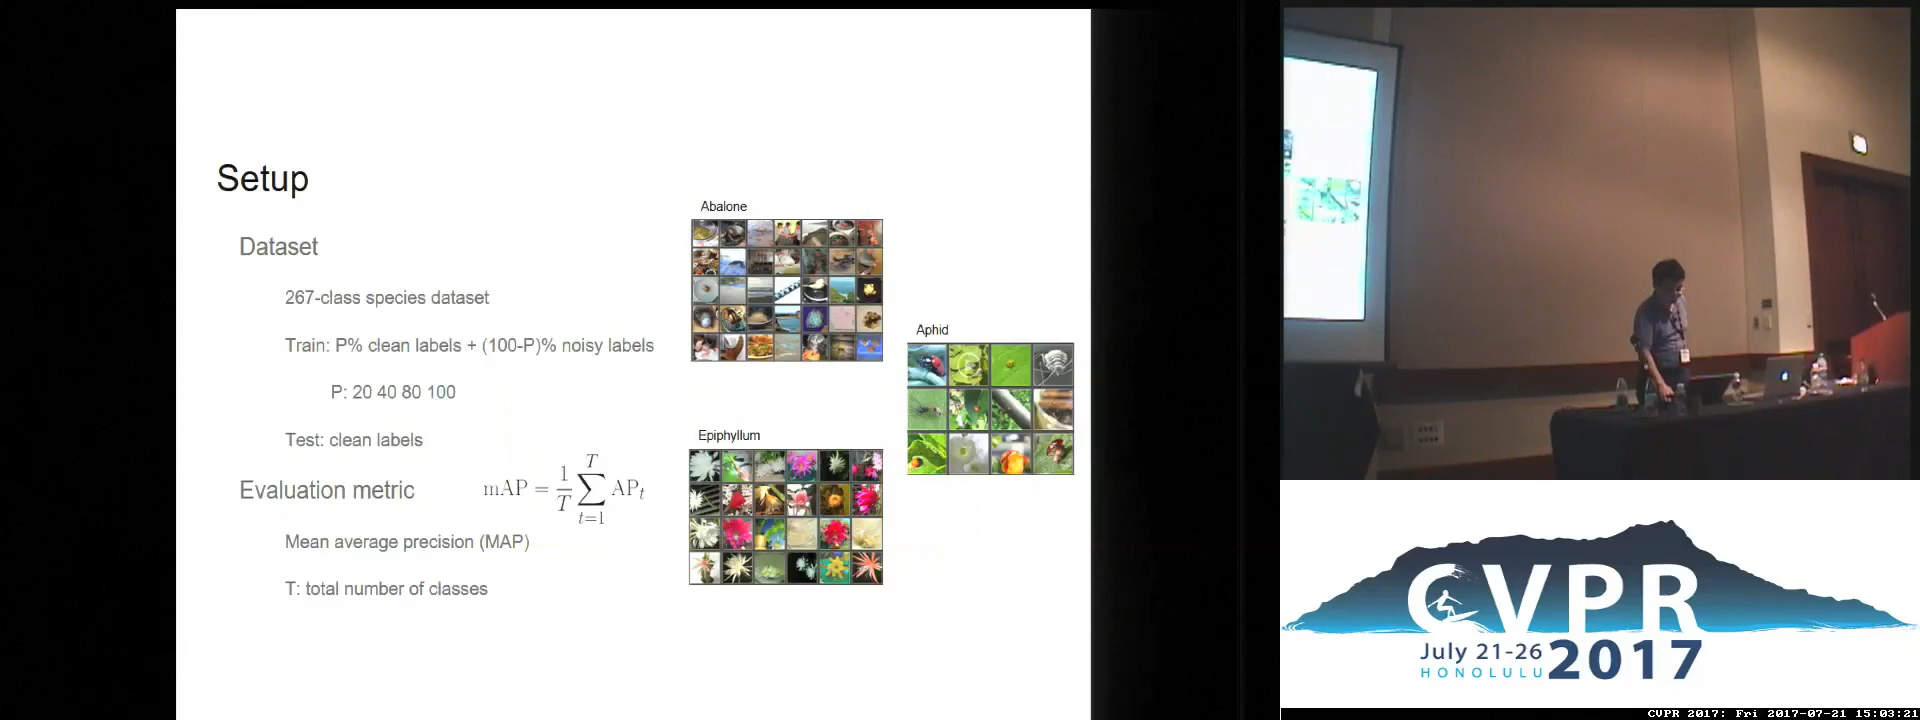 Setup
Dataset
267-class species dataset
Train: P% clean labels + (100-P)% noisy labels
P: 20 40 80 100
Test: clean labels
Evaluation metric
mAP = \frac{1}{T} \sum_{t=1}^{T} AP_t
Mean average precision (MAP)
T: total number of classes
Abalone
Aphid
Epiphyllum
CVPR
July 21-26
HONOLULU
2017
CVPR 2017: Fri 2017-07-21 15:03:21